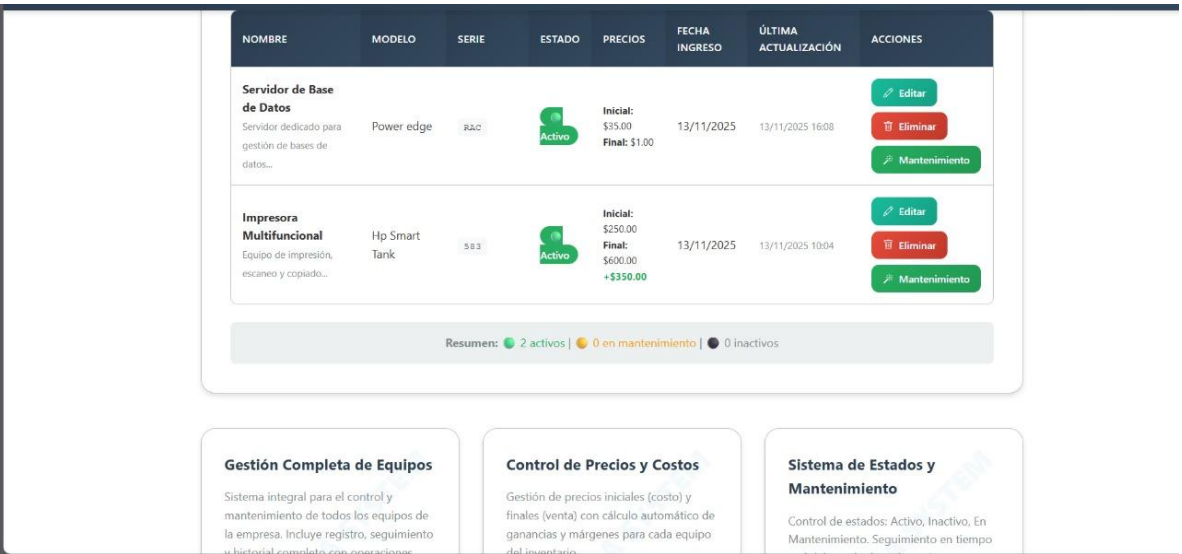 NOMBRE MODELO SERIE ESTADO PRECIOS FECHA INGRESO ÚLTIMA ACTUALIZACIÓN ACCIONES
Servidor de Base
de Datos
Servidor dedicado para
gestión de bases de
datos...
Power edge
RAC
Activo
Inicial:
$35.00
Final: $1.00
13/11/2025
13/11/2025 16:08
Editar
Eliminar
Mantenimiento
Impresora
Multifuncional
Equipo de impresión,
escaneo y copiado...
Hp Smart
Tank
583
Activo
Inicial:
$250.00
Final:
$600.00
+$350.00
13/11/2025
13/11/2025 10:04
Editar
Eliminar
Mantenimiento
Resumen: 2 activos | 0 en mantenimiento | 0 inactivos
Gestión Completa de Equipos
Sistema integral para el control y
mantenimiento de todos los equipos de
la empresa. Incluye registro, seguimiento
y historial completo con operaciones
Control de Precios y Costos
Gestión de precios iniciales (costo) y
finales (venta) con cálculo automático de
ganancias y márgenes para cada equipo
del inventario.
Sistema de Estados y
Mantenimiento
Control de estados: Activo, Inactivo, En
Mantenimiento. Seguimiento en tiempo